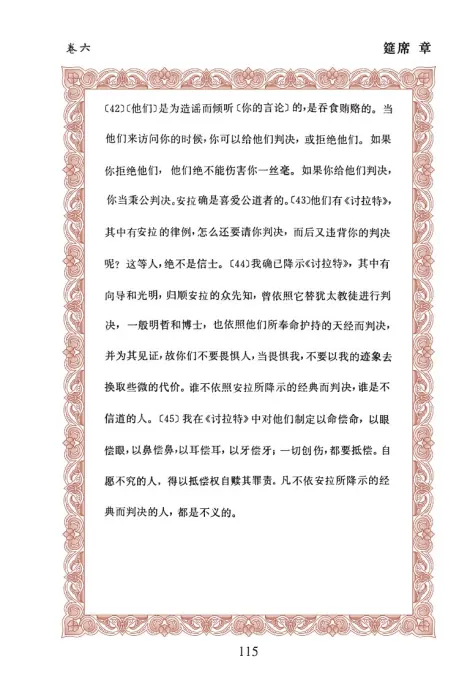 卷六
筵席 章
〔42〕〔他们〕是为造谣而倾听〔你的言论〕的,是吞食贿赂的。当
他们来访问你的时候,你可以给他们判决,或拒绝他们。如果
你拒绝他们,他们绝不能伤害你一丝毫。如果你给他们判决,
你当秉公判决。安拉确是喜爱公道者的。〔43〕他们有《讨拉特》,
其中有安拉的律例,怎么还要请你判决,而后又违背你的判决
呢?这等人,绝不是信士。〔44〕我确已降示《讨拉特》,其中有
向导和光明,归顺安拉的众先知,曾依照它替犹太教徒进行判
决,一般明哲和博士,也依照他们所奉命护持的天经而判决,
并为其见证,故你们不要畏惧人,当畏惧我,不要以我的迹象去
换取些微的代价。谁不依照安拉所降示的经典而判决,谁是不
信道的人。〔45〕我在《讨拉特》中对他们制定以命偿命,以眼
偿眼,以鼻偿鼻,以耳偿耳,以牙偿牙;一切创伤,都要抵偿。自
愿不究的人,得以抵偿权自赎其罪责。凡不依安拉所降示的经
典而判决的人,都是不义的。
115